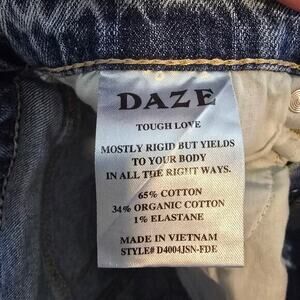 DAZE
TOUGH LOVE
MOSTLY RIGID BUT YIELDS
TO YOUR BODY
IN ALL THE RIGHT WAYS.
65% COTTON
34% ORGANIC COTTON
1% ELASTANE
MADE IN VIETNAM
STYLE# D4004JSN-FDE